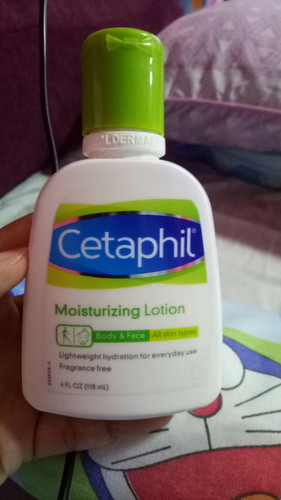 Cetaphil
Moisturizing Lotion
Body & Face All skin types
Lightweight hydration for everyday use
Fragrance free
4 FL OZ (118 mL)